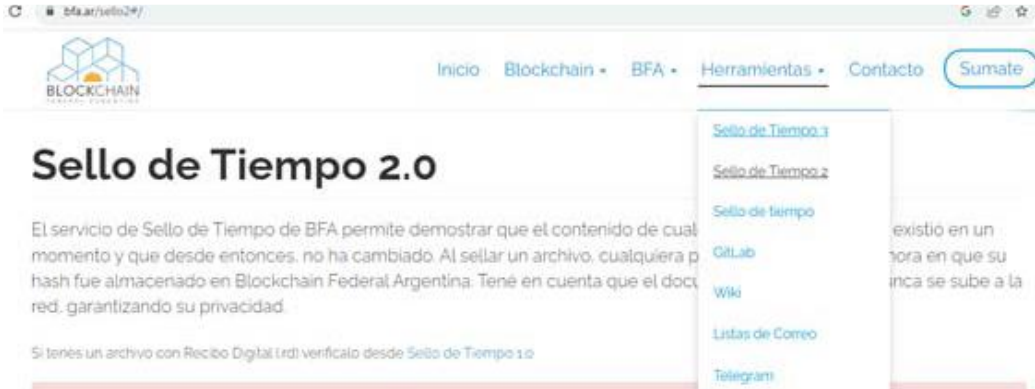 bfa.ar/sello2#/
BLOCKCHAIN
FEDERAL ARGENTINA
Inicio Blockchain BFA Herramientas Contacto Sumate
Sello de Tiempo 3
Sello de Tiempo 2
Sello de tiempo
GitLab
Wiki
Listas de Correo
Telegram
Sello de Tiempo 2.0
El servicio de Sello de Tiempo de BFA permite demostrar que el contenido de cual existió en un
momento y que desde entonces, no ha cambiado. Al sellar un archivo, cualquiera p hora en que su
hash fue almacenado en Blockchain Federal Argentina. Tené en cuenta que el docu nca se sube a la
red, garantizando su privacidad.
Si tenés un archivo con Recibo Digital (.rd) verificalo desde Sello de Tiempo 1.0